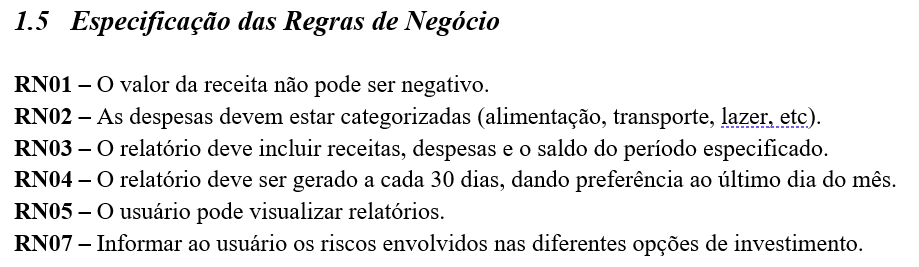 1.5 Especificação das Regras de Negócio
RN01 – O valor da receita não pode ser negativo.
RN02 – As despesas devem estar categorizadas (alimentação, transporte, lazer, etc).
RN03 – O relatório deve incluir receitas, despesas e o saldo do período especificado.
RN04 – O relatório deve ser gerado a cada 30 dias, dando preferência ao último dia do mês.
RN05 – O usuário pode visualizar relatórios.
RN07 – Informar ao usuário os riscos envolvidos nas diferentes opções de investimento.